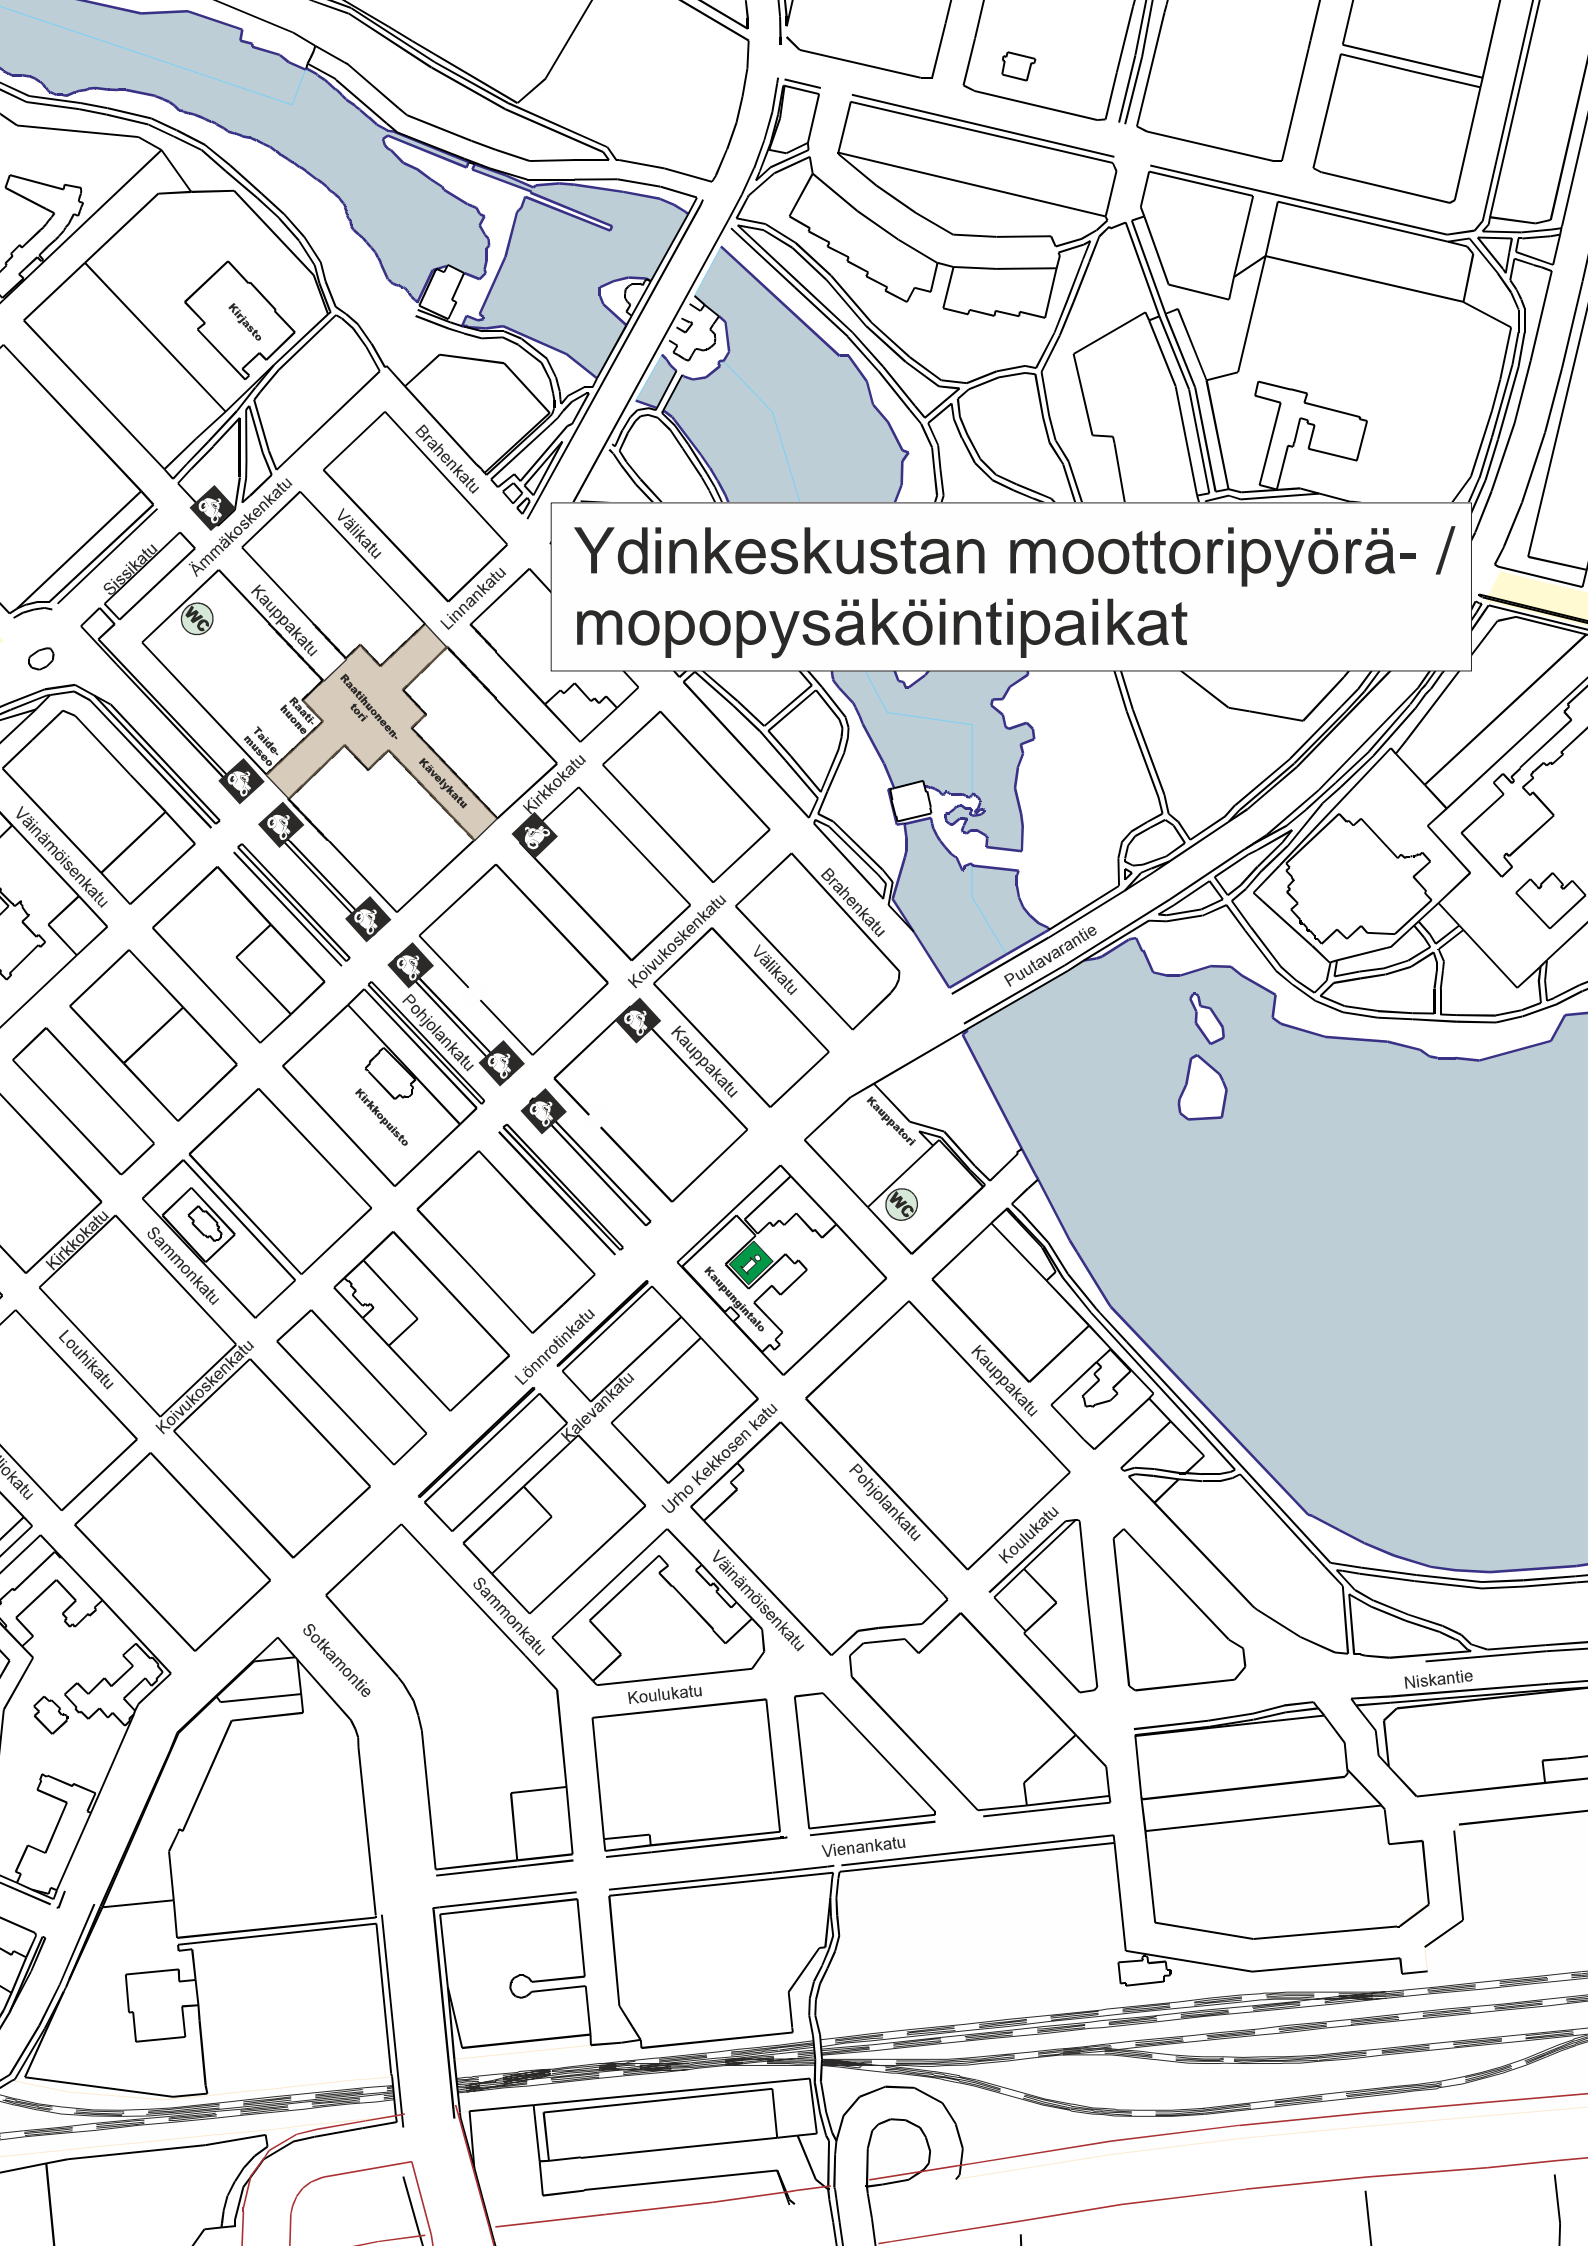 Kirjasto
Brahenkatu
Välikatu
Ämmäkoskenkatu
Sissikatu
WC
Kauppakatu
Linnankatu
Ydinkeskustan moottoripyörä- /
mopopysäköintipaikat
Raatihuoneen-
tori
Raati-
huone
Taide-
museo
Kävelykatu
Kirkkokatu
Väinämöisenkatu
Brahenkatu
Koivukoskenkatu
Välikatu
Puutavarantie
Pohjolankatu
Kauppakatu
Kirkkopuisto
Kauppatori
WC
Kirkkokatu
Sammonkatu
i
Kaupungintalo
Louhikatu
Koivukoskenkatu
Lönnrotinkatu
Kalevankatu
Kauppakatu
Urho Kekkosen katu
Pohjolankatu
Koulukatu
Väinämöisenkatu
Sammonkatu
Sotkamontie
Koulukatu
Niskantie
Vienankatu